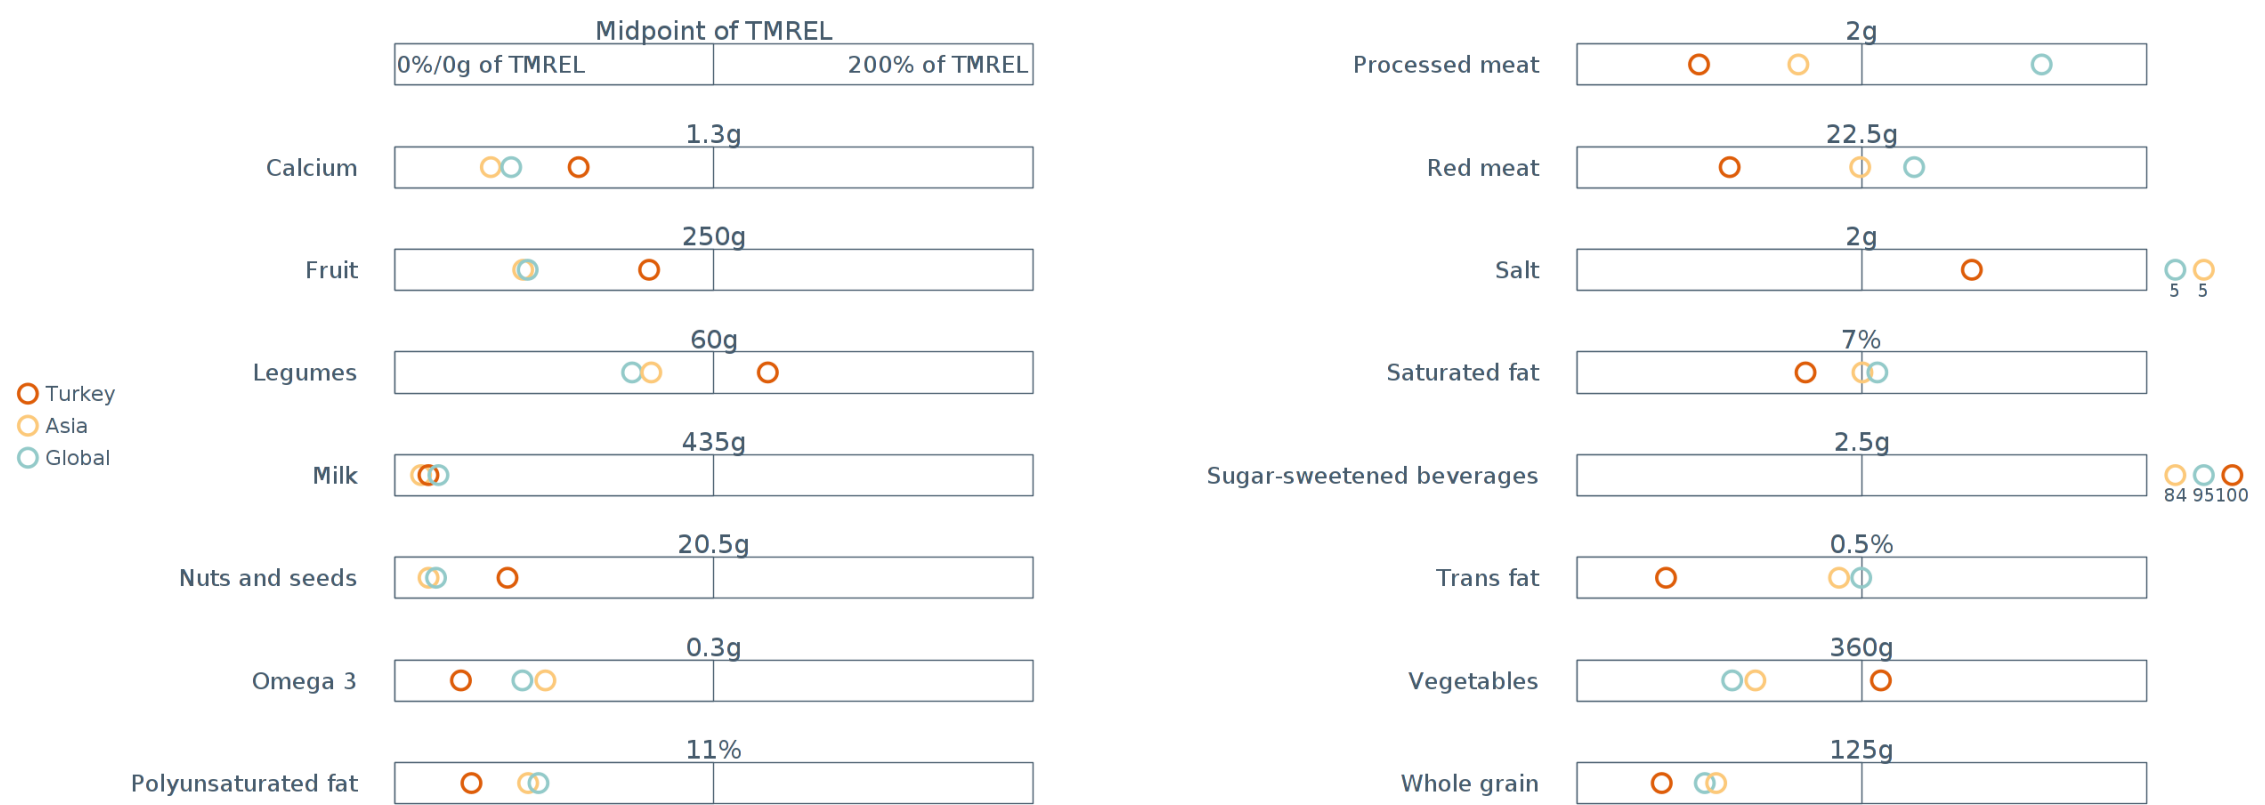 Midpoint of TMREL
0%/0g of TMREL
200% of TMREL
1.3g
Calcium
250g
Fruit
60g
Legumes
435g
Milk
20.5g
Nuts and seeds
0.3g
Omega 3
11%
Polyunsaturated fat
Turkey
Asia
Global
2g
Processed meat
22.5g
Red meat
2g
Salt
5 5
7%
Saturated fat
2.5g
Sugar-sweetened beverages
84 95 100
0.5%
Trans fat
360g
Vegetables
125g
Whole grain